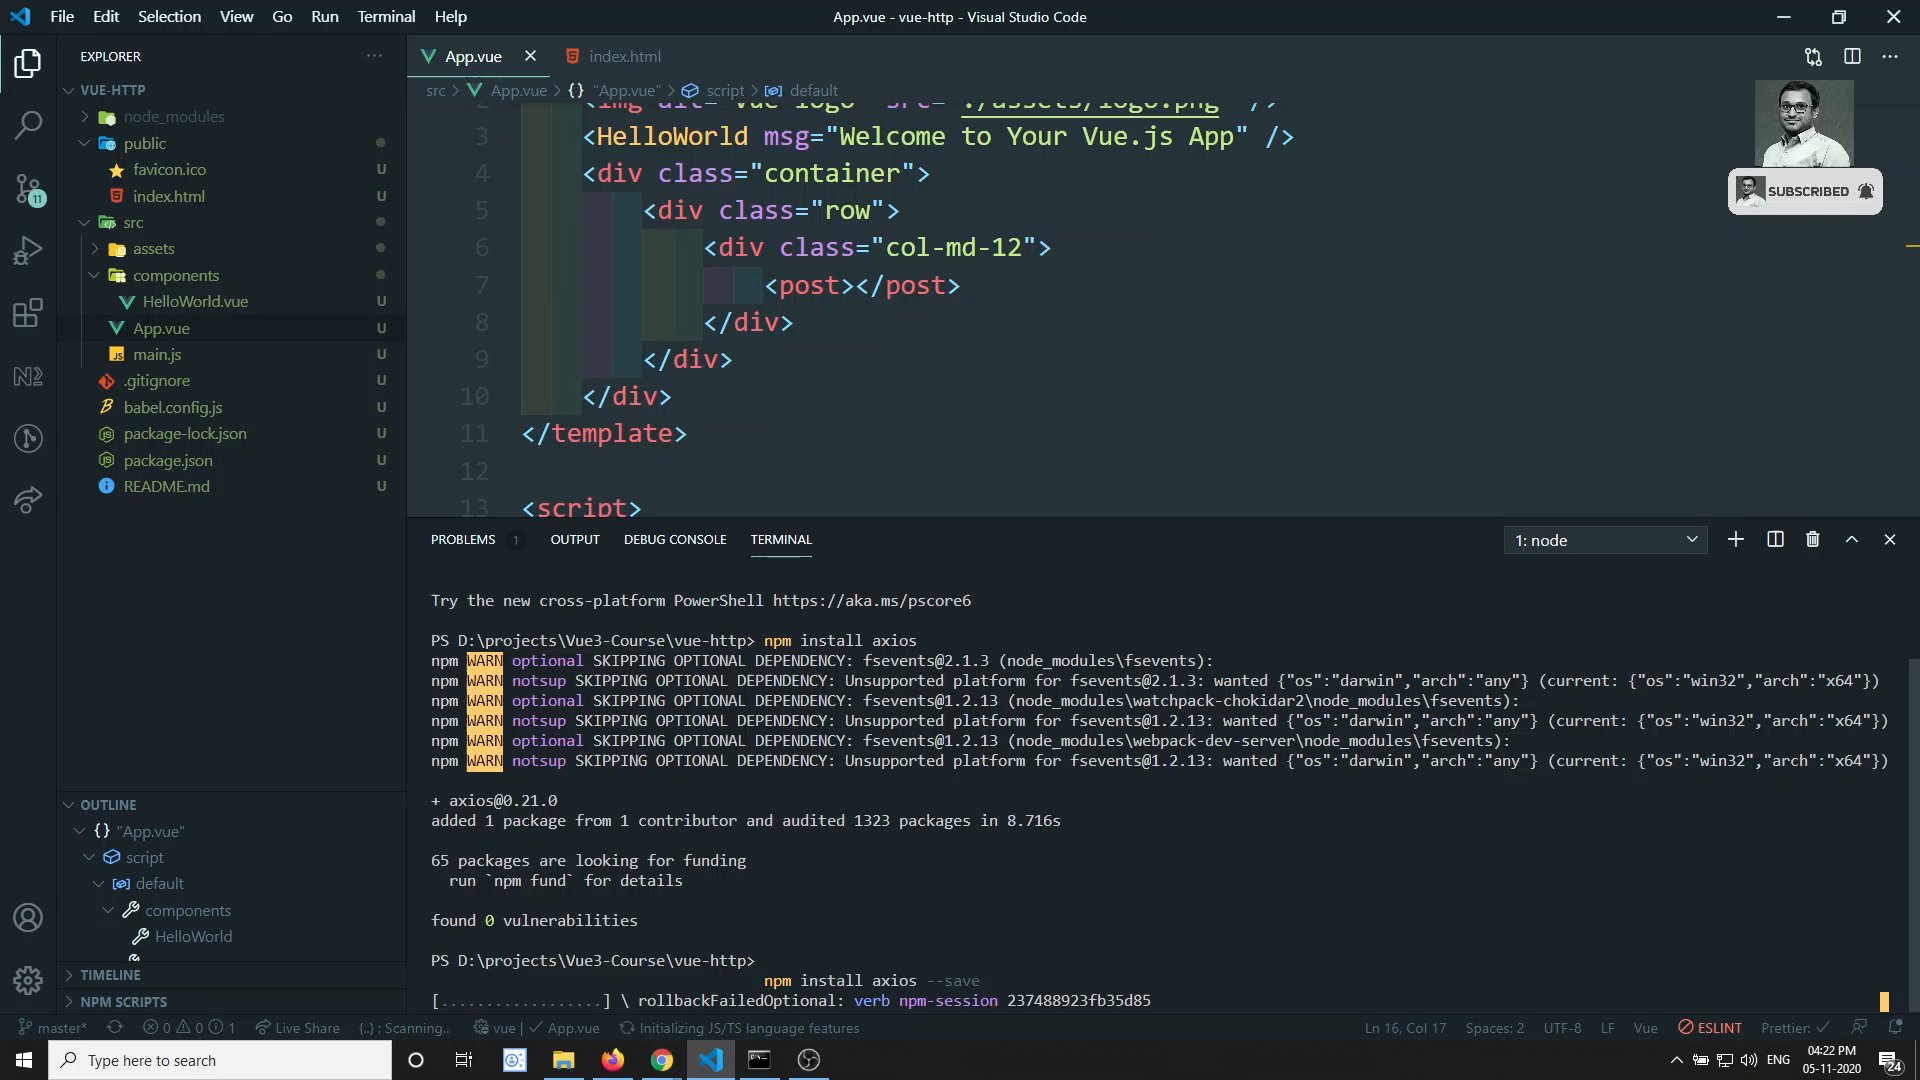 File Edit Selection View Go Run Terminal Help
App.vue - vue-http - Visual Studio Code
EXPLORER
VUE-HTTP
node_modules
public
favicon.ico U
index.html U
src
assets
components
HelloWorld.vue U
App.vue U
main.js U
.gitignore U
babel.config.js U
package-lock.json U
package.json U
README.md U
OUTLINE
"App.vue"
script
default
components
HelloWorld
TIMELINE
NPM SCRIPTS
11
App.vue index.html
src > App.vue > {} "App.vue" > script > default
2 <img alt="Vue logo" src="./assets/logo.png" />
3 <HelloWorld msg="Welcome to Your Vue.js App" />
4 <div class="container">
5 <div class="row">
6 <div class="col-md-12">
7 <post></post>
8 </div>
9 </div>
10 </div>
11 </template>
12
13 <script>
SUBSCRIBED
PROBLEMS 1 OUTPUT DEBUG CONSOLE TERMINAL
1: node
Try the new cross-platform PowerShell https://aka.ms/pscore6
PS D:\projects\Vue3-Course\vue-http> npm install axios
npm WARN optional SKIPPING OPTIONAL DEPENDENCY: fsevents@2.1.3 (node_modules\fsevents):
npm WARN notsup SKIPPING OPTIONAL DEPENDENCY: Unsupported platform for fsevents@2.1.3: wanted {"os":"darwin","arch":"any"} (current: {"os":"win32","arch":"x64"})
npm WARN optional SKIPPING OPTIONAL DEPENDENCY: fsevents@1.2.13 (node_modules\watchpack-chokidar2\node_modules\fsevents):
npm WARN notsup SKIPPING OPTIONAL DEPENDENCY: Unsupported platform for fsevents@1.2.13: wanted {"os":"darwin","arch":"any"} (current: {"os":"win32","arch":"x64"})
npm WARN optional SKIPPING OPTIONAL DEPENDENCY: fsevents@1.2.13 (node_modules\webpack-dev-server\node_modules\fsevents):
npm WARN notsup SKIPPING OPTIONAL DEPENDENCY: Unsupported platform for fsevents@1.2.13: wanted {"os":"darwin","arch":"any"} (current: {"os":"win32","arch":"x64"})
+ axios@0.21.0
added 1 package from 1 contributor and audited 1323 packages in 8.716s
65 packages are looking for funding
run `npm fund` for details
found 0 vulnerabilities
PS D:\projects\Vue3-Course\vue-http>
npm install axios --save
[..................] \ rollbackFailedOptional: verb npm-session 237488923fb35d85
master* 0 0 1 Live Share {..} : Scanning.. vue | App.vue Initializing JS/TS language features
Ln 16, Col 17 Spaces: 2 UTF-8 LF Vue ESLINT Prettier: ✓
Type here to search
ENG
04:22 PM
05-11-2020
24